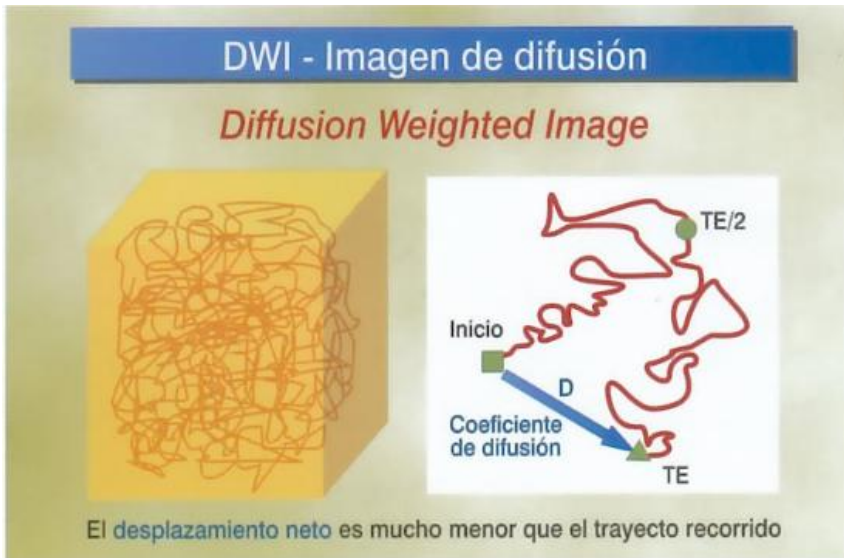 DWI - Imagen de difusión
Diffusion Weighted Image
TE/2
Inicio
D
Coeficiente
de difusión
TE
El desplazamiento neto es mucho menor que el trayecto recorrido